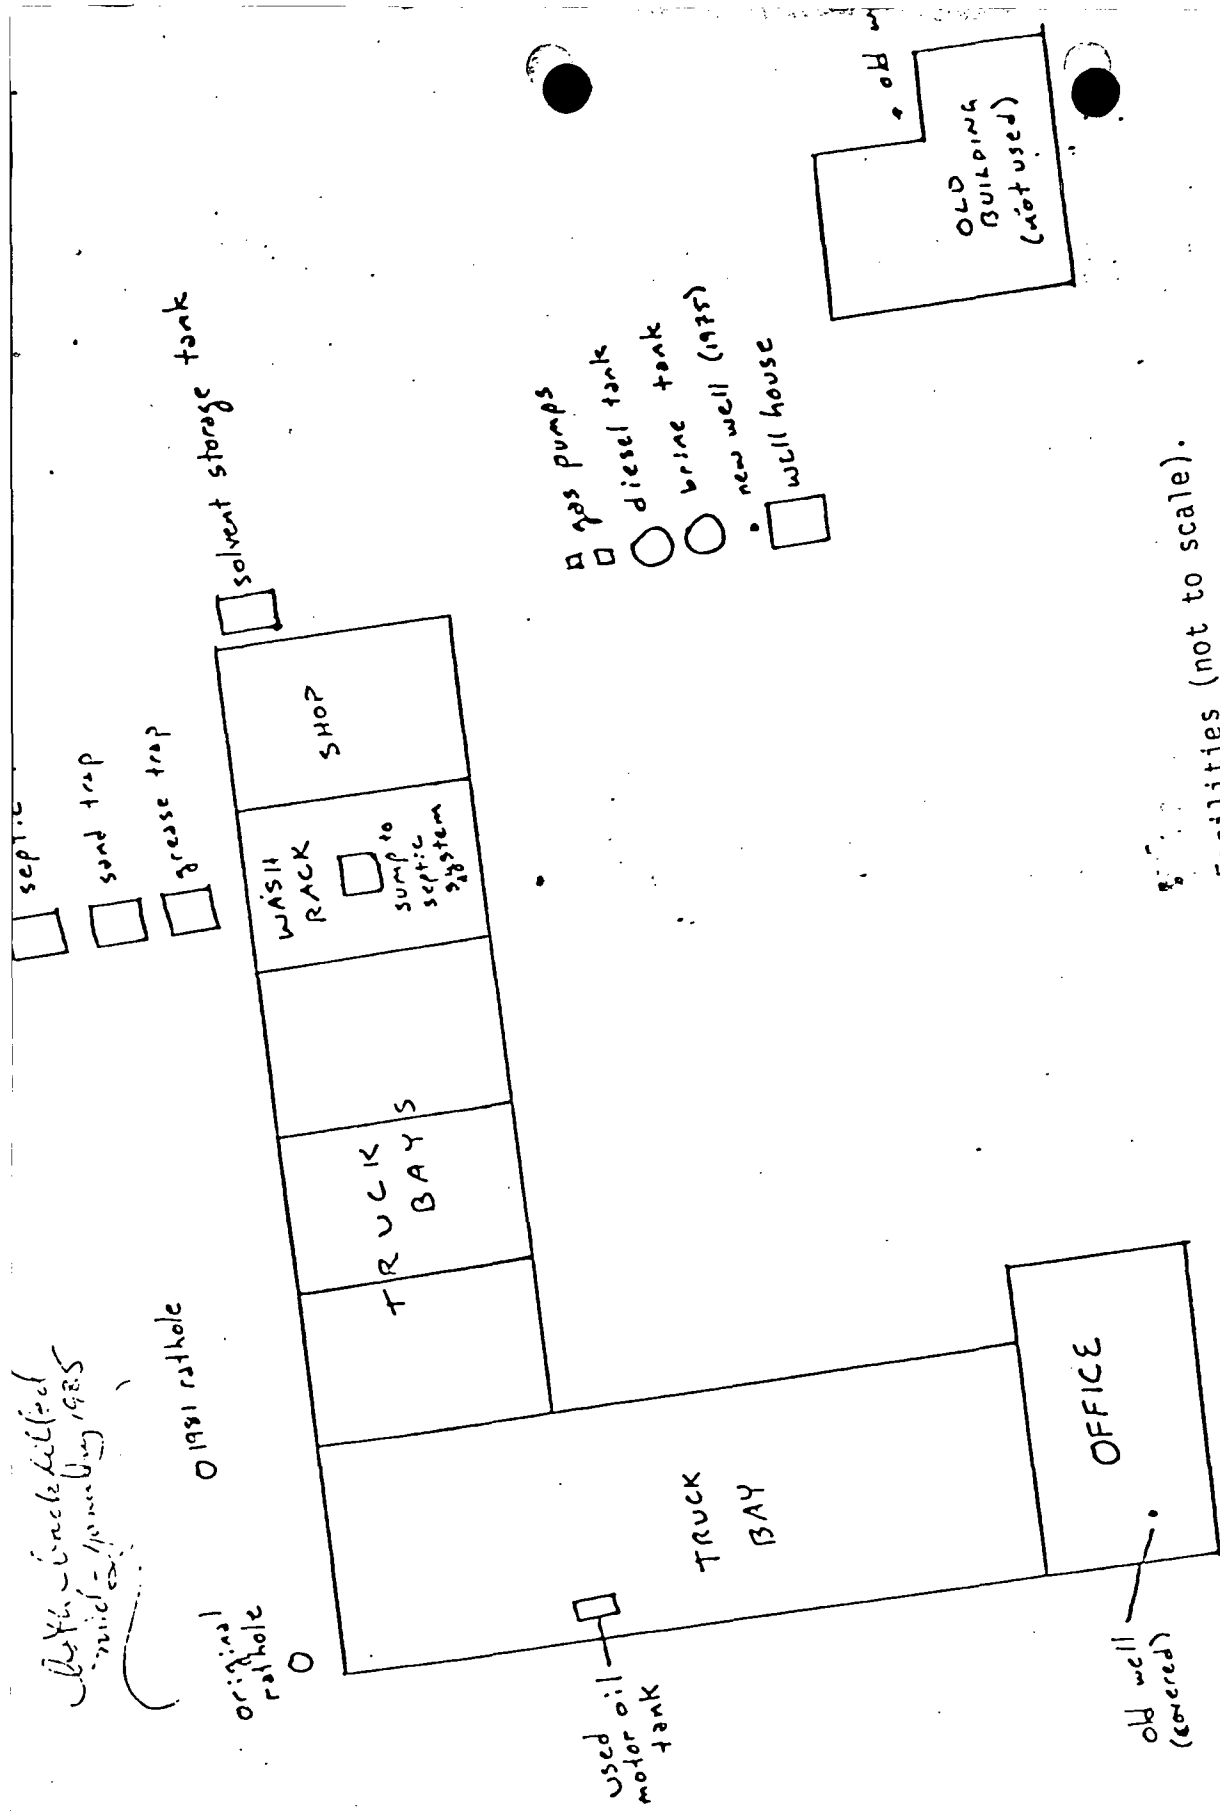 septic
sand trap
grease trap
solvent storage tank
1981 rathole
original
rathole
WASH
RACK
sump to
septic
system
SHOP
TRUCK
BAYS
gas pumps
diesel tank
brine tank
new well (1975)
well house
old
OLD
BUILDING
(not used)
used
motor oil
tank
TRUCK
BAY
OFFICE
old well
(covered)
Facilities (not to scale).